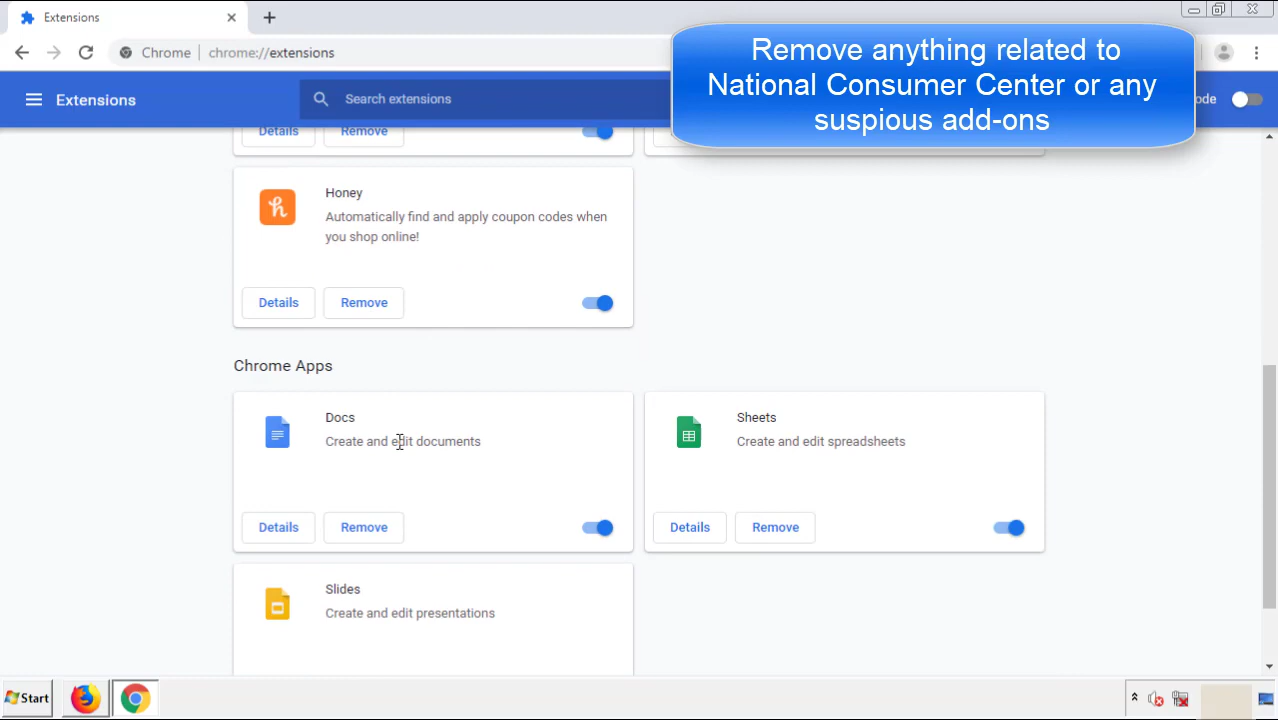 Extensions
Chrome
chrome://extensions
Remove anything related to
National Consumer Center or any
suspious add-ons
Extensions
Search extensions
ode
Details
Remove
Honey
Automatically find and apply coupon codes when
you shop online!
Details
Remove
Chrome Apps
Docs
Create and edit documents
Details
Remove
Sheets
Create and edit spreadsheets
Details
Remove
Slides
Create and edit presentations
Start